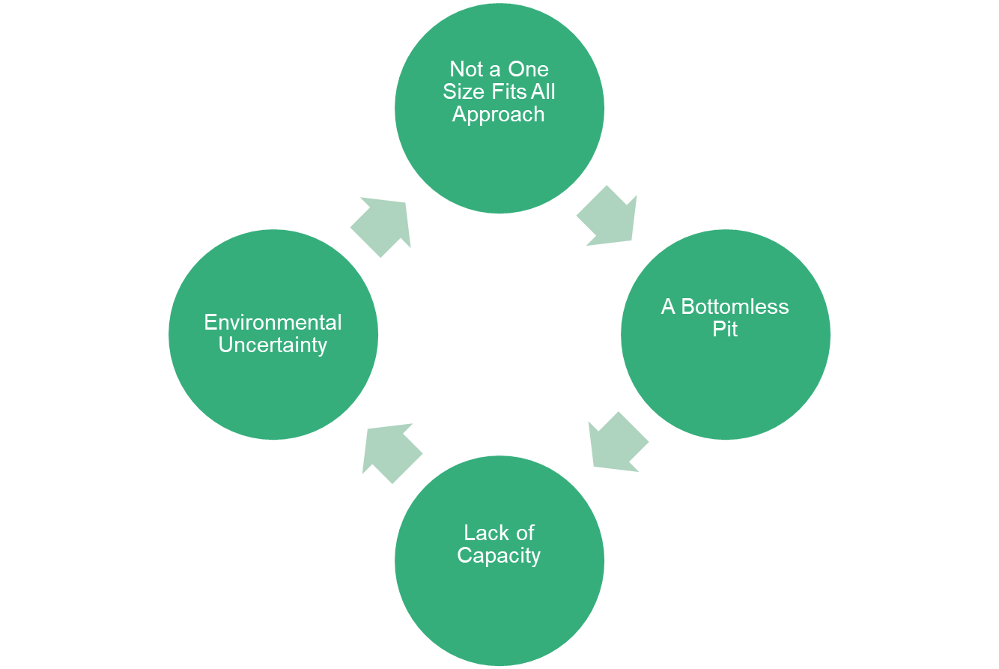 Not a One
Size Fits All
Approach
A Bottomless
Pit
Lack of
Capacity
Environmental
Uncertainty